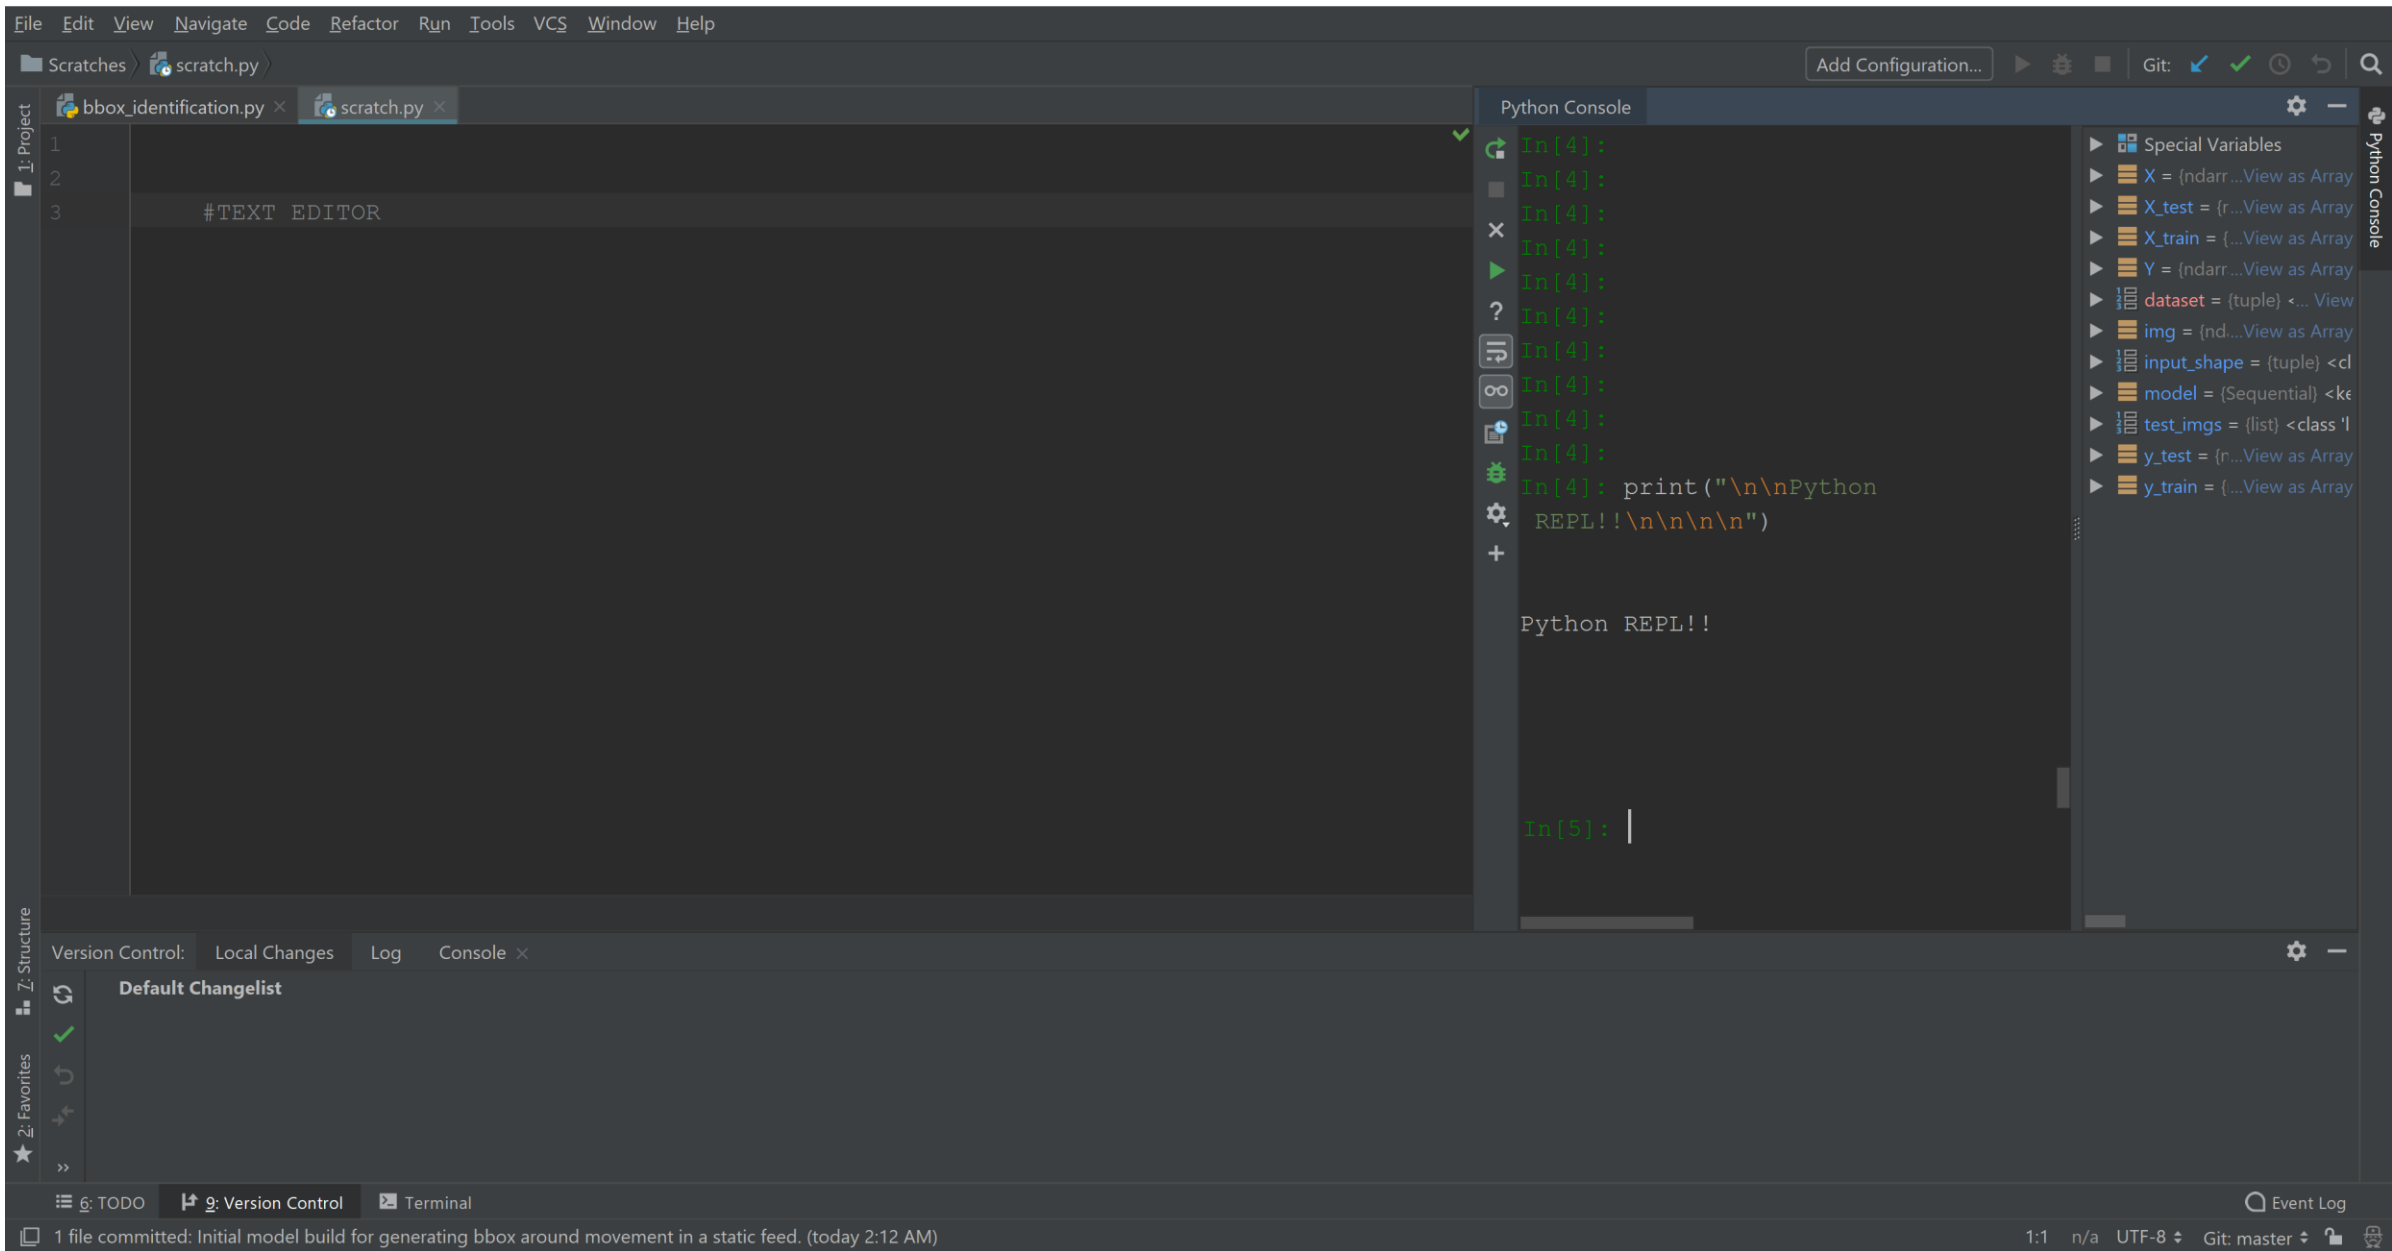 File Edit View Navigate Code Refactor Run Tools VCS Window Help
Scratches scratch.py Add Configuration... Git:
bbox_identification.py scratch.py
1: Project
1
2
3 #TEXT EDITOR
Python Console
In[4]:
In[4]:
In[4]:
In[4]:
In[4]:
In[4]:
In[4]:
In[4]:
In[4]:
In[4]:
In[4]: print("\n\nPython
REPL!!\n\n\n\n")
Python REPL!!
In[5]:
Special Variables
X = {ndarr...View as Array
X_test = {r...View as Array
X_train = {...View as Array
Y = {ndarr...View as Array
dataset = {tuple} <... View
img = {nd...View as Array
input_shape = {tuple} <cl
model = {Sequential} <ke
test_imgs = {list} <class 'l
y_test = {r...View as Array
y_train = {...View as Array
Python Console
7: Structure
2: Favorites
Version Control: Local Changes Log Console
Default Changelist
6: TODO 9: Version Control Terminal Event Log
1 file committed: Initial model build for generating bbox around movement in a static feed. (today 2:12 AM) 1:1 n/a UTF-8 Git: master